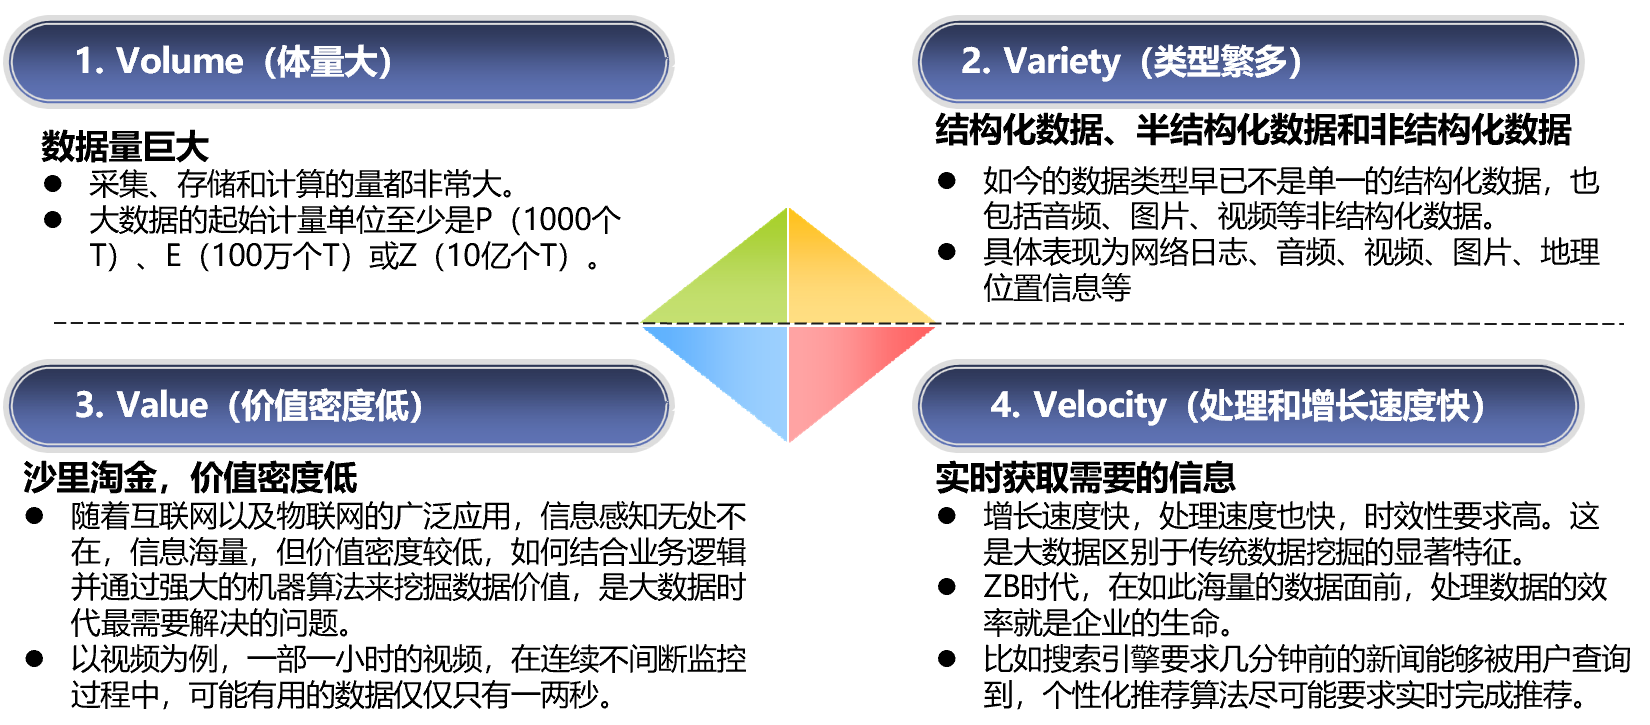 1. Volume（体量大）
数据量巨大
● 采集、存储和计算的量都非常大。
● 大数据的起始计量单位至少是P（1000个
T）、E（100万个T）或Z（10亿个T）。
2. Variety（类型繁多）
结构化数据、半结构化数据和非结构化数据
● 如今的数据类型早已不是单一的结构化数据，也
包括音频、图片、视频等非结构化数据。
● 具体表现为网络日志、音频、视频、图片、地理
位置信息等
3. Value（价值密度低）
沙里淘金，价值密度低
● 随着互联网以及物联网的广泛应用，信息感知无处不
在，信息海量，但价值密度较低，如何结合业务逻辑
并通过强大的机器算法来挖掘数据价值，是大数据时
代最需要解决的问题。
● 以视频为例，一部一小时的视频，在连续不间断监控
过程中，可能有用的数据仅仅只有一两秒。
4. Velocity（处理和增长速度快）
实时获取需要的信息
● 增长速度快，处理速度也快，时效性要求高。这
是大数据区别于传统数据挖掘的显著特征。
● ZB时代，在如此海量的数据面前，处理数据的效
率就是企业的生命。
● 比如搜索引擎要求几分钟前的新闻能够被用户查询
到，个性化推荐算法尽可能要求实时完成推荐。